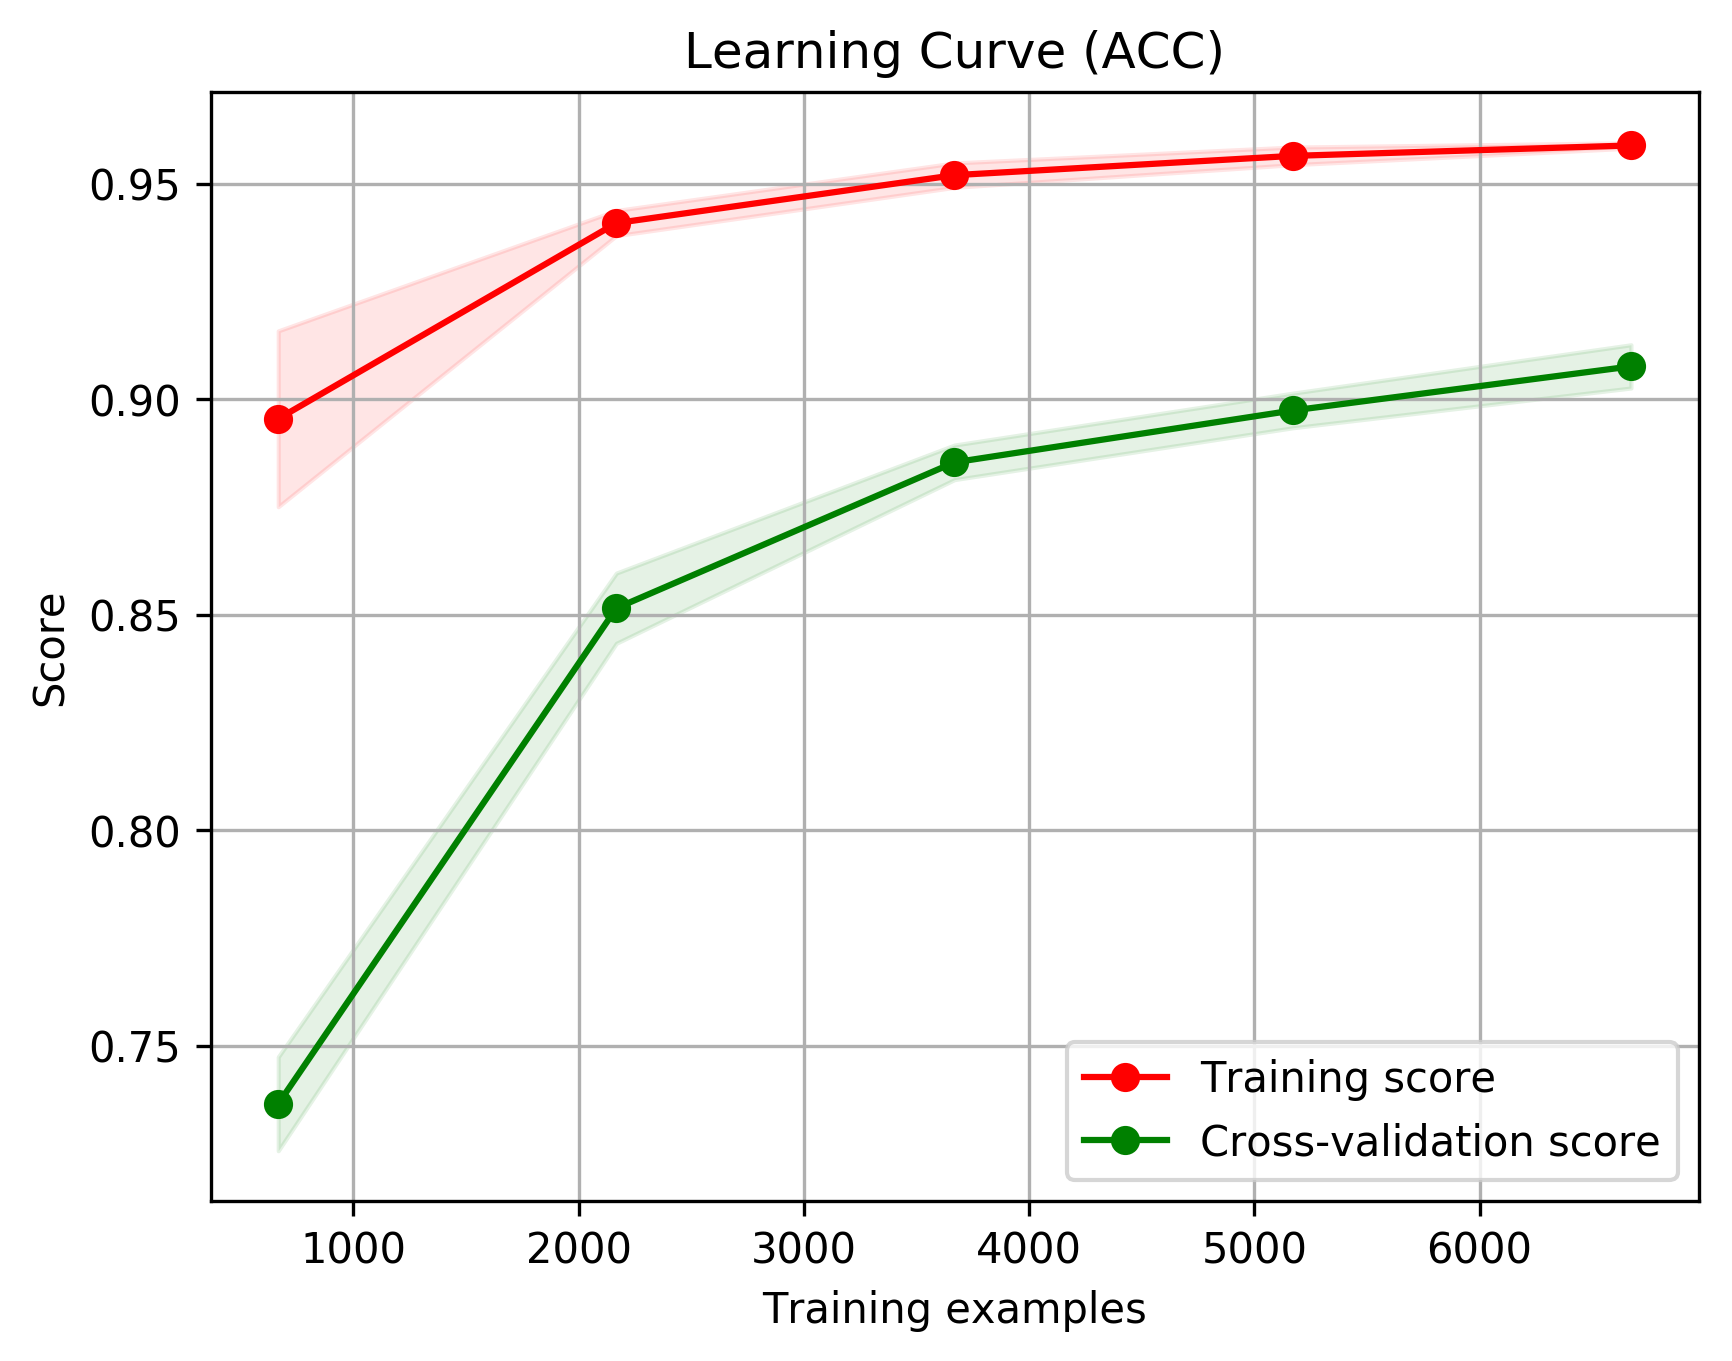 Learning Curve (ACC)
0.95
0.90
0.85
0.80
0.75
Score
1000 2000 3000 4000 5000 6000
Training examples
Training score
Cross-validation score